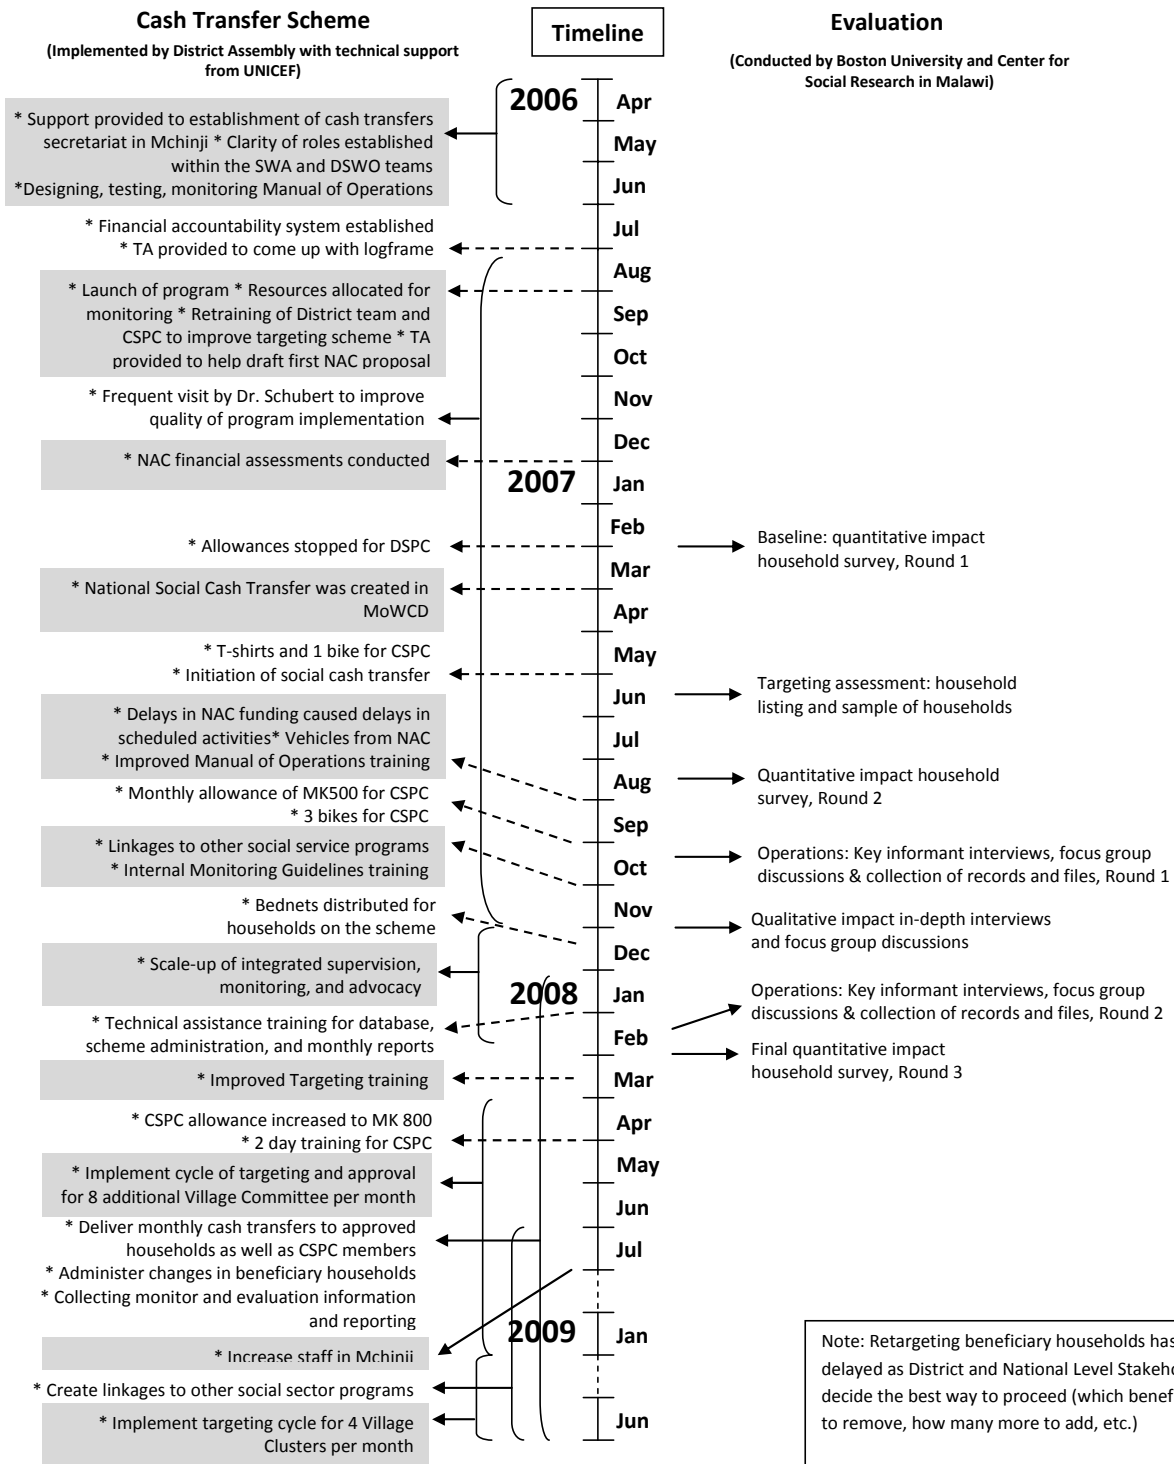 Cash Transfer Scheme
(Implemented by District Assembly with technical support
from UNICEF)
Timeline
Evaluation
(Conducted by Boston University and Center for
Social Research in Malawi)
2006
Apr
May
Jun
Jul
Aug
Sep
Oct
Nov
Dec
2007
Jan
Feb
Mar
Apr
May
Jun
Jul
Aug
Sep
Oct
Nov
Dec
2008
Jan
Feb
Mar
Apr
May
Jun
Jul
2009
Jan
Jun
* Support provided to establishment of cash transfers
secretariat in Mchinji * Clarity of roles established
within the SWA and DSWO teams
*Designing, testing, monitoring Manual of Operations
* Financial accountability system established
* TA provided to come up with logframe
* Launch of program * Resources allocated for
monitoring * Retraining of District team and
CSPC to improve targeting scheme * TA
provided to help draft first NAC proposal
* Frequent visit by Dr. Schubert to improve
quality of program implementation
* NAC financial assessments conducted
* Allowances stopped for DSPC
* National Social Cash Transfer was created in
MoWCD
* T-shirts and 1 bike for CSPC
* Initiation of social cash transfer
* Delays in NAC funding caused delays in
scheduled activities* Vehicles from NAC
* Improved Manual of Operations training
* Monthly allowance of MK500 for CSPC
* 3 bikes for CSPC
* Linkages to other social service programs
* Internal Monitoring Guidelines training
* Bednets distributed for
households on the scheme
* Scale-up of integrated supervision,
monitoring, and advocacy
* Technical assistance training for database,
scheme administration, and monthly reports
* Improved Targeting training
* CSPC allowance increased to MK 800
* 2 day training for CSPC
* Implement cycle of targeting and approval
for 8 additional Village Committee per month
* Deliver monthly cash transfers to approved
households as well as CSPC members
* Administer changes in beneficiary households
* Collecting monitor and evaluation information
and reporting
* Increase staff in Mchinji
* Create linkages to other social sector programs
* Implement targeting cycle for 4 Village
Clusters per month
Baseline: quantitative impact
household survey, Round 1
Targeting assessment: household
listing and sample of households
Quantitative impact household
survey, Round 2
Operations: Key informant interviews, focus group
discussions & collection of records and files, Round 1
Qualitative impact in-depth interviews
and focus group discussions
Operations: Key informant interviews, focus group
discussions & collection of records and files, Round 2
Final quantitative impact
household survey, Round 3
Note: Retargeting beneficiary households has
delayed as District and National Level
decide the best way to proceed (which
to remove, how many more to add, etc.)